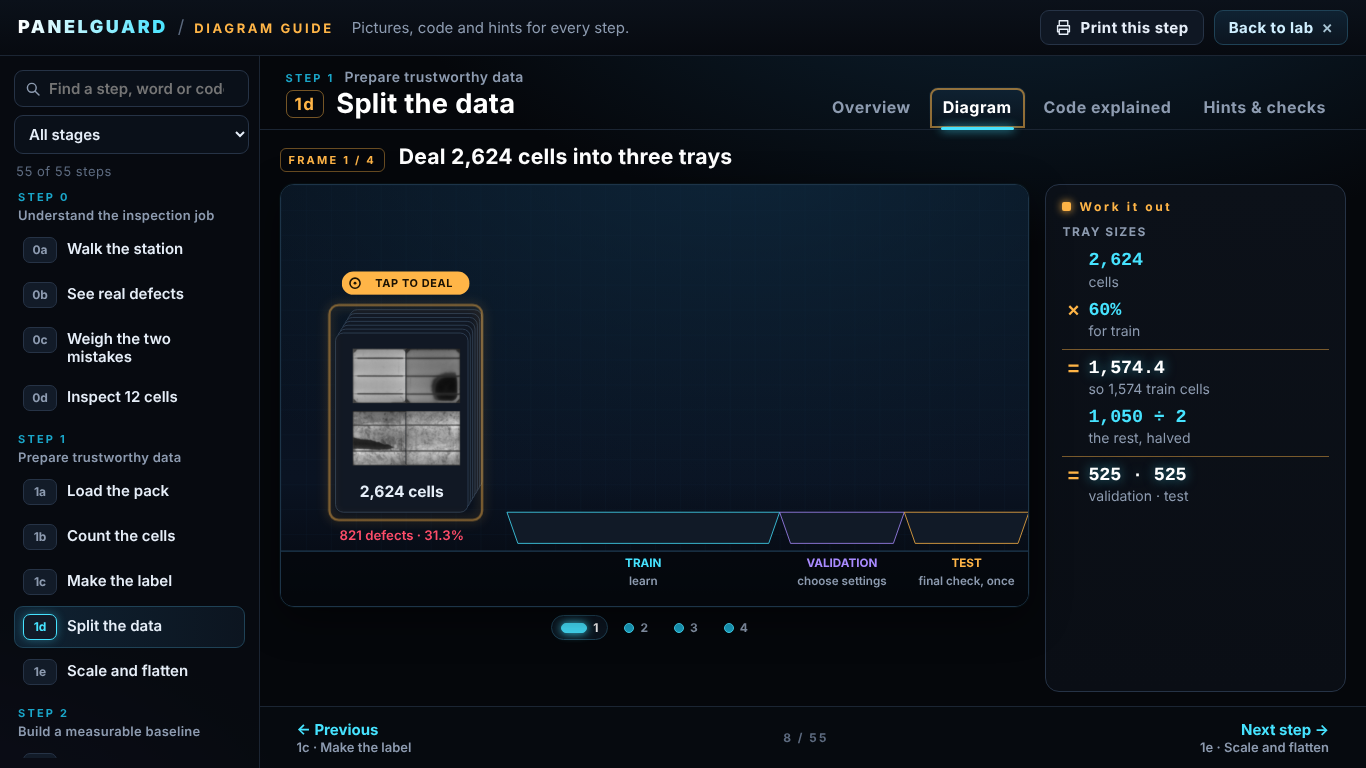 PANELGUARD / DIAGRAM GUIDE Pictures, code and hints for every step.
Print this step
Back to lab ×
Find a step, word or cod
All stages
55 of 55 steps
STEP 0
Understand the inspection job
0a Walk the station
0b See real defects
0c Weigh the two
mistakes
0d Inspect 12 cells
STEP 1
Prepare trustworthy data
1a Load the pack
1b Count the cells
1c Make the label
1d Split the data
1e Scale and flatten
STEP 2
Build a measurable baseline
STEP 1 Prepare trustworthy data
1d Split the data
Overview Diagram Code explained Hints & checks
FRAME 1 / 4 Deal 2,624 cells into three trays
TAP TO DEAL
2,624 cells
821 defects · 31.3%
TRAIN
learn
VALIDATION
choose settings
TEST
final check, once
1 2 3 4
Work it out
TRAY SIZES
2,624
cells
× 60%
for train
= 1,574.4
so 1,574 train cells
1,050 ÷ 2
the rest, halved
= 525 · 525
validation · test
← Previous
1c · Make the label
8 / 55
Next step →
1e · Scale and flatten